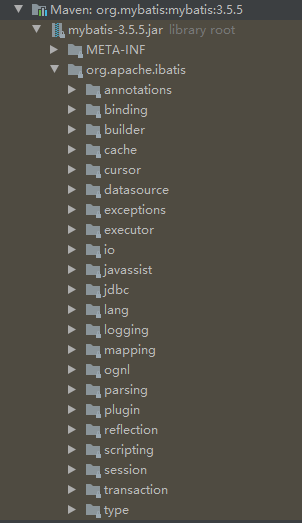 Maven: org.mybatis:mybatis:3.5.5
mybatis-3.5.5.jar library root
META-INF
org.apache.ibatis
annotations
binding
builder
cache
cursor
datasource
exceptions
executor
io
javassist
jdbc
lang
logging
mapping
ognl
parsing
plugin
reflection
scripting
session
transaction
type